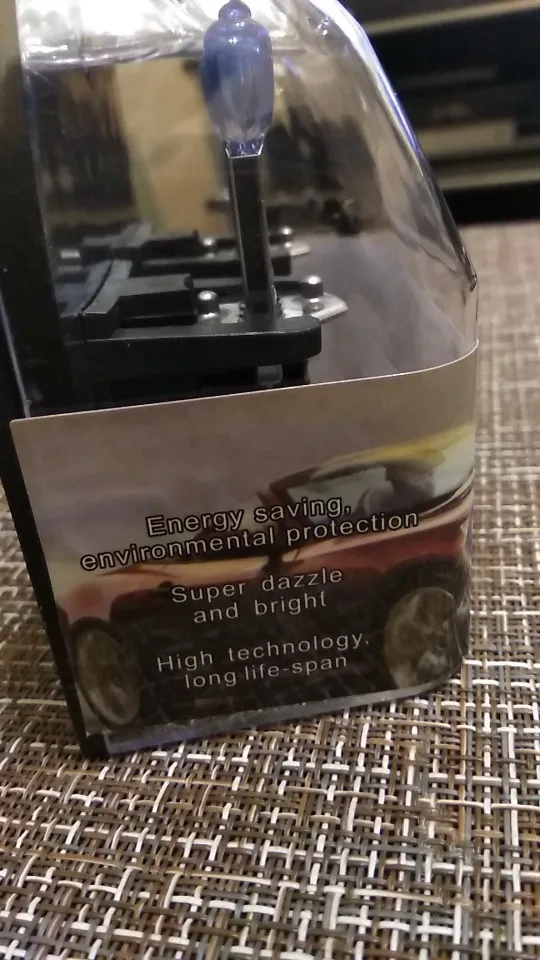 Energy saving,
environmental protection
Super dazzle
and bright
High technology,
long life-span